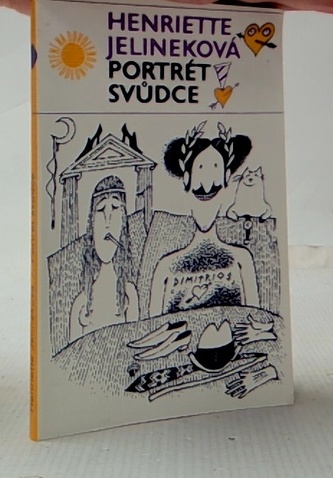 HENRIETTE
JELINEKOVÁ
PORTRÉT
SVŮDCE
DIMITRIOS